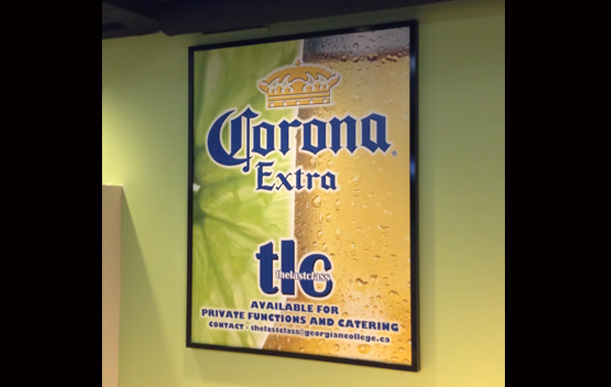 Corona
Extra
tlc
thelastclass
AVAILABLE FOR
PRIVATE FUNCTIONS AND CATERING
CONTACT - thelastclass@georgiancollege.ca